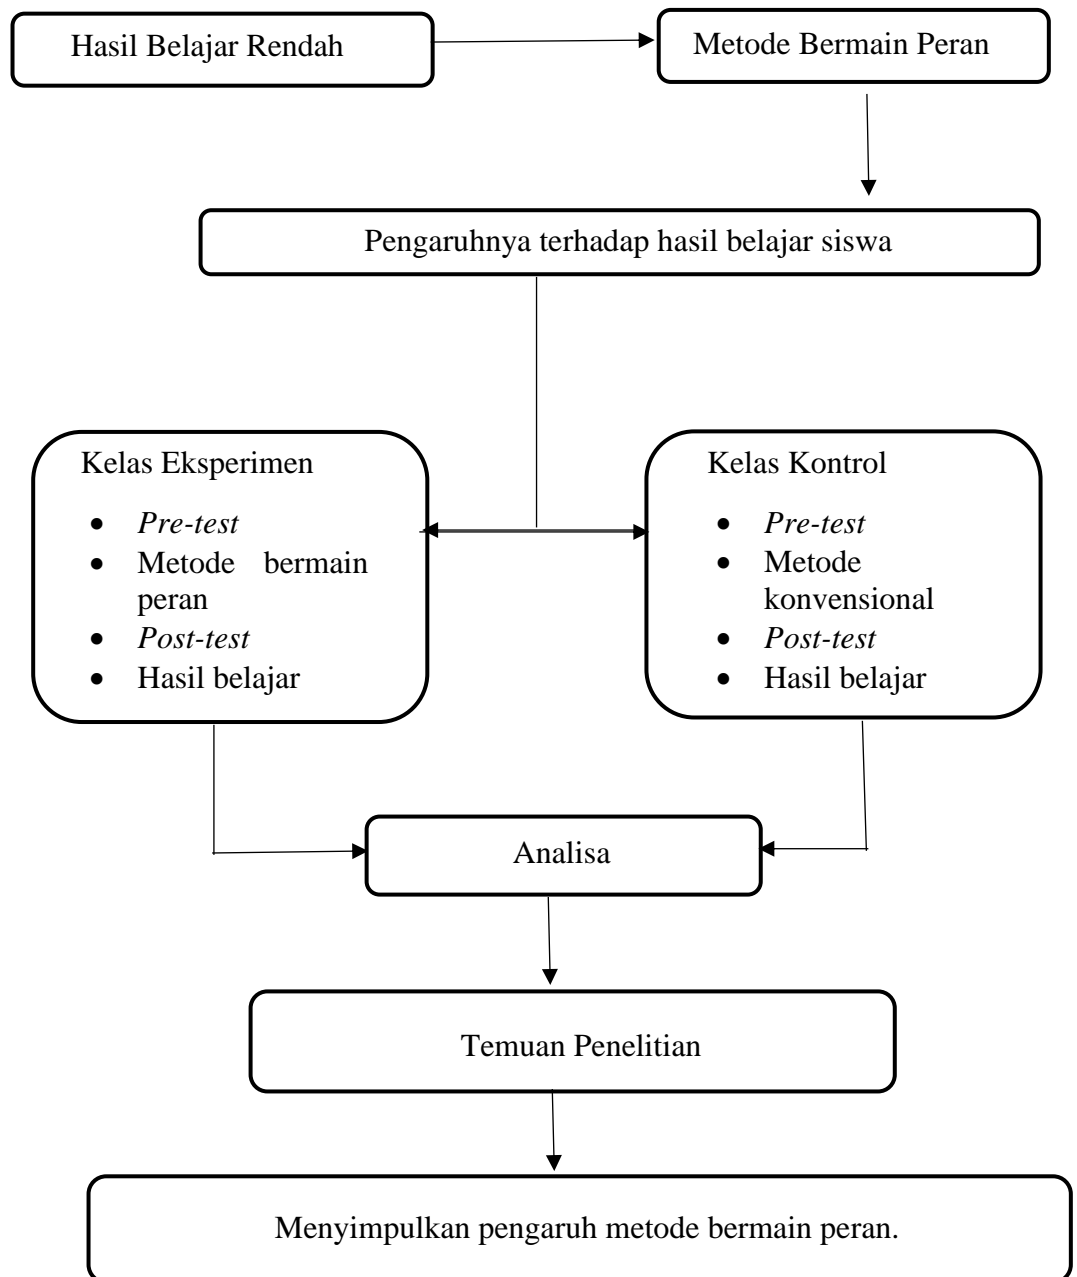 Hasil Belajar Rendah
Metode Bermain Peran
Pengaruhnya terhadap hasil belajar siswa
Kelas Eksperimen
• Pre-test
• Metode bermain
peran
• Post-test
• Hasil belajar
Kelas Kontrol
• Pre-test
• Metode
konvensional
• Post-test
• Hasil belajar
Analisa
Temuan Penelitian
Menyimpulkan pengaruh metode bermain peran.